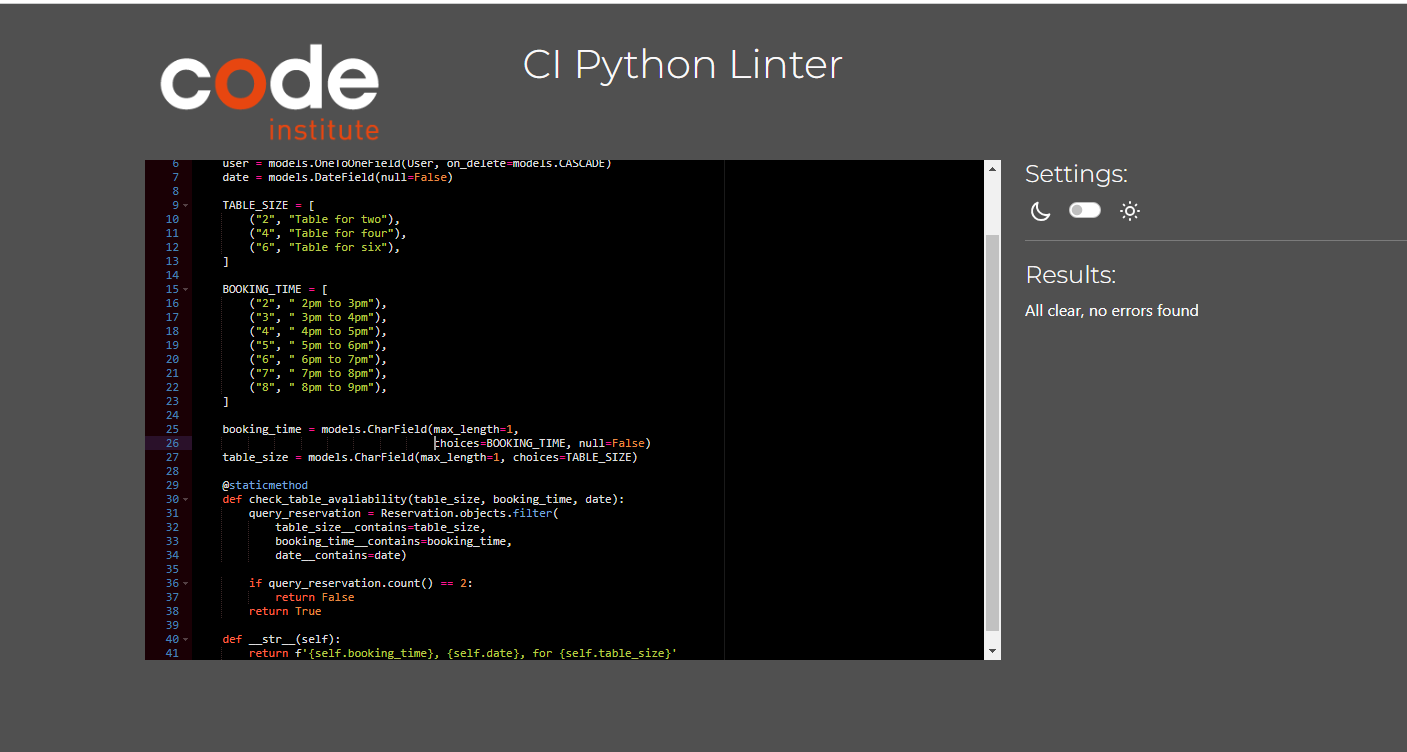 code
institute
CI Python Linter
6 user = models.OneToOneField(User, on_delete=models.CASCADE)
7 date = models.DateField(null=False)
8
9 TABLE_SIZE = [
10 ("2", "Table for two"),
11 ("4", "Table for four"),
12 ("6", "Table for six"),
13 ]
14
15 BOOKING_TIME = [
16 ("2", " 2pm to 3pm"),
17 ("3", " 3pm to 4pm"),
18 ("4", " 4pm to 5pm"),
19 ("5", " 5pm to 6pm"),
20 ("6", " 6pm to 7pm"),
21 ("7", " 7pm to 8pm"),
22 ("8", " 8pm to 9pm"),
23 ]
24
25 booking_time = models.CharField(max_length=1,
26 choices=BOOKING_TIME, null=False)
27 table_size = models.CharField(max_length=1, choices=TABLE_SIZE)
28
29 @staticmethod
30 def check_table_avaliability(table_size, booking_time, date):
31 query_reservation = Reservation.objects.filter(
32 table_size__contains=table_size,
33 booking_time__contains=booking_time,
34 date__contains=date)
35
36 if query_reservation.count() == 2:
37 return False
38 return True
39
40 def __str__(self):
41 return f'{self.booking_time}, {self.date}, for {self.table_size}'
Settings:
Results:
All clear, no errors found